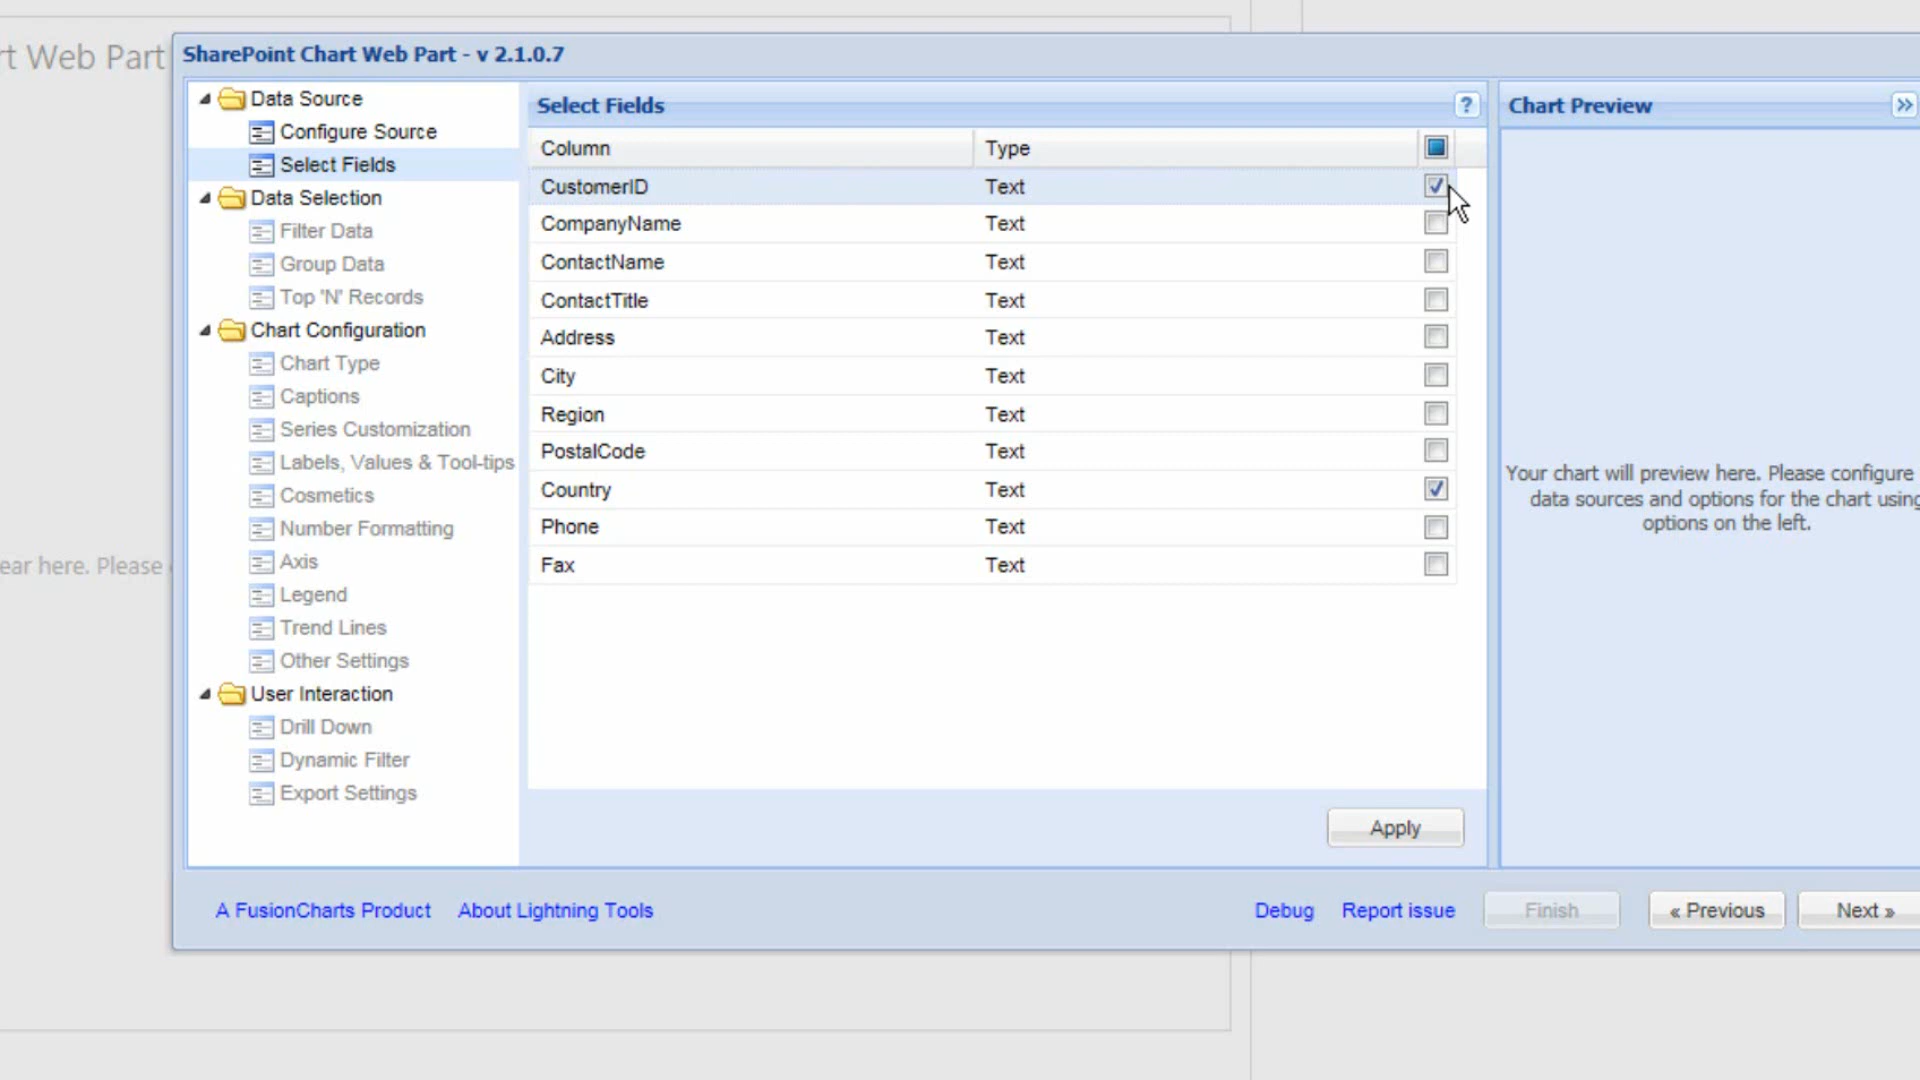 rt Web Part
SharePoint Chart Web Part - v 2.1.0.7
Data Source
Configure Source
Select Fields
Data Selection
Filter Data
Group Data
Top 'N' Records
Chart Configuration
Chart Type
Captions
Series Customization
Labels, Values & Tool-tips
Cosmetics
Number Formatting
Axis
Legend
Trend Lines
Other Settings
User Interaction
Drill Down
Dynamic Filter
Export Settings
Select Fields ?
Column Type
CustomerID Text
CompanyName Text
ContactName Text
ContactTitle Text
Address Text
City Text
Region Text
PostalCode Text
Country Text
Phone Text
Fax Text
Apply
Chart Preview »
Your chart will preview here. Please configure
data sources and options for the chart using
options on the left.
ear here. Please
A FusionCharts Product About Lightning Tools Debug Report issue Finish « Previous Next »